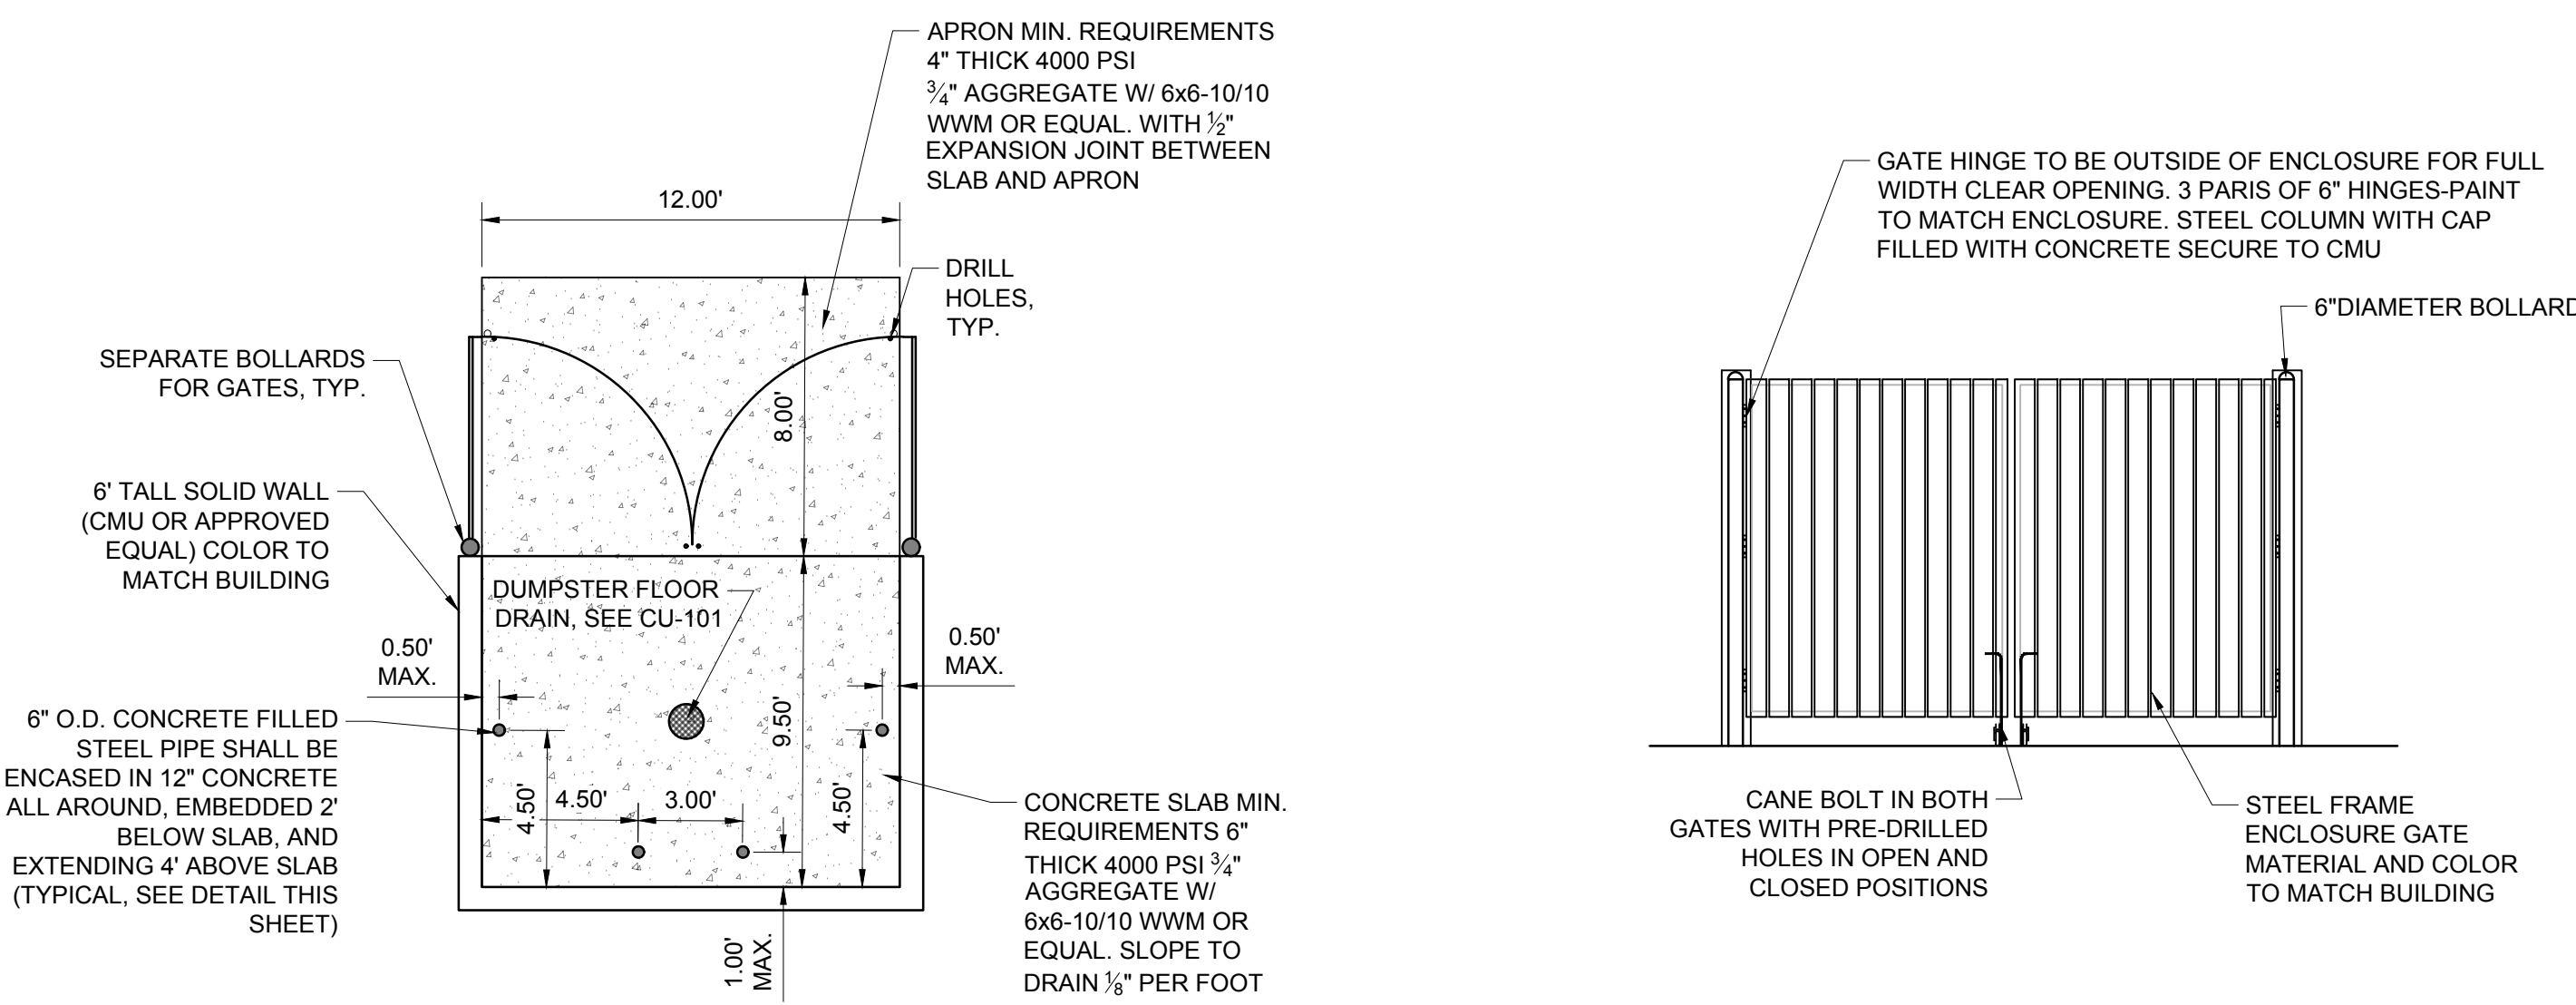 APRON MIN. REQUIREMENTS
4" THICK 4000 PSI
¾" AGGREGATE W/ 6x6-10/10
WWM OR EQUAL. WITH ½"
EXPANSION JOINT BETWEEN
SLAB AND APRON
12.00'
DRILL
HOLES,
TYP.
SEPARATE BOLLARDS
FOR GATES, TYP.
8.00'
6' TALL SOLID WALL
(CMU OR APPROVED
EQUAL) COLOR TO
MATCH BUILDING
DUMPSTER FLOOR
DRAIN, SEE CU-101
0.50'
MAX.
0.50'
MAX.
6" O.D. CONCRETE FILLED
STEEL PIPE SHALL BE
ENCASED IN 12" CONCRETE
ALL AROUND, EMBEDDED 2'
BELOW SLAB, AND
EXTENDING 4' ABOVE SLAB
(TYPICAL, SEE DETAIL THIS
SHEET)
9.50'
4.50'
4.50'
3.00'
4.50'
1.00'
MAX.
CONCRETE SLAB MIN.
REQUIREMENTS 6"
THICK 4000 PSI ¾"
AGGREGATE W/
6x6-10/10 WWM OR
EQUAL. SLOPE TO
DRAIN ⅛" PER FOOT
GATE HINGE TO BE OUTSIDE OF ENCLOSURE FOR FULL
WIDTH CLEAR OPENING. 3 PARIS OF 6" HINGES-PAINT
TO MATCH ENCLOSURE. STEEL COLUMN WITH CAP
FILLED WITH CONCRETE SECURE TO CMU
6"DIAMETER BOLLARD
CANE BOLT IN BOTH
GATES WITH PRE-DRILLED
HOLES IN OPEN AND
CLOSED POSITIONS
STEEL FRAME
ENCLOSURE GATE
MATERIAL AND COLOR
TO MATCH BUILDING